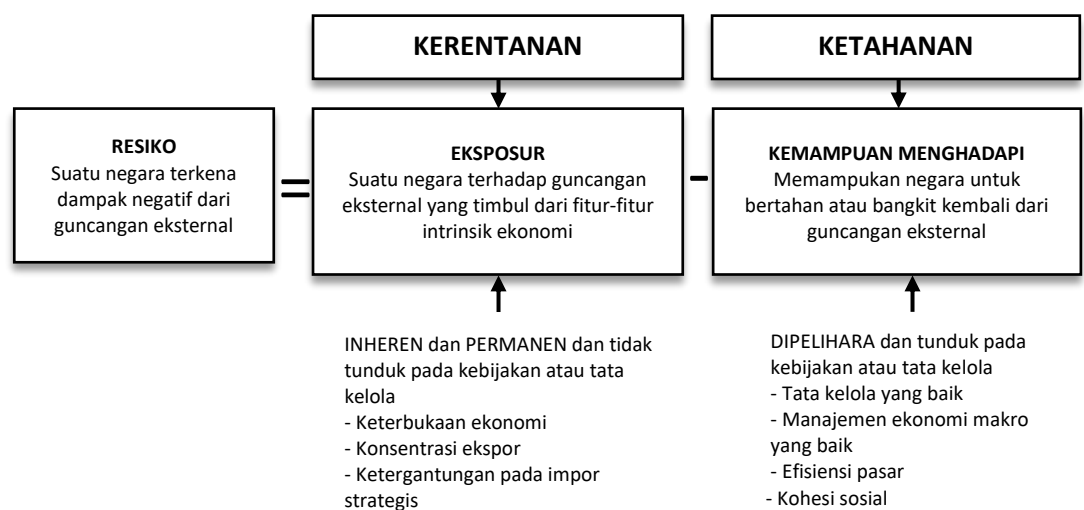 KERENTANAN
KETAHANAN
RESIKO
Suatu negara terkena
dampak negatif dari
guncangan eksternal
=
EKSPOSUR
Suatu negara terhadap guncangan
eksternal yang timbul dari fitur-fitur
intrinsik ekonomi
-
KEMAMPUAN MENGHADAPI
Memampukan negara untuk
bertahan atau bangkit kembali dari
guncangan eksternal
INHEREN dan PERMANEN dan tidak
tunduk pada kebijakan atau tata
kelola
- Keterbukaan ekonomi
- Konsentrasi ekspor
- Ketergantungan pada impor
strategis
DIPELIHARA dan tunduk pada
kebijakan atau tata kelola
- Tata kelola yang baik
- Manajemen ekonomi makro
yang baik
- Efisiensi pasar
- Kohesi sosial